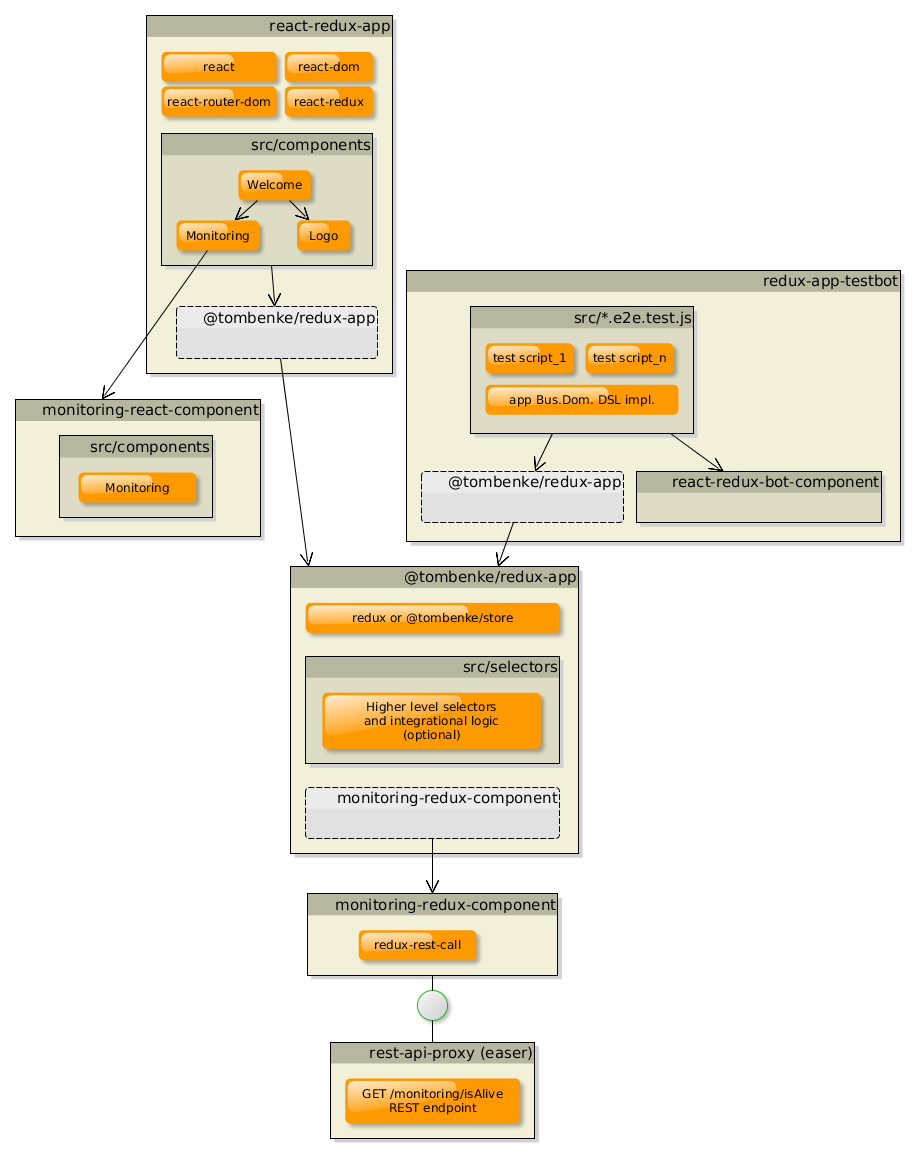 react-redux-app
react
react-dom
react-router-dom
react-redux
src/components
Welcome
Monitoring
Logo
@tombenke/redux-app
redux-app-testbot
src/*.e2e.test.js
test script_1
test script_n
app Bus.Dom. DSL impl.
@tombenke/redux-app
react-redux-bot-component
monitoring-react-component
src/components
Monitoring
@tombenke/redux-app
redux or @tombenke/store
src/selectors
Higher level selectors
and integrational logic
(optional)
monitoring-redux-component
monitoring-redux-component
redux-rest-call
rest-api-proxy (easer)
GET /monitoring/isAlive
REST endpoint